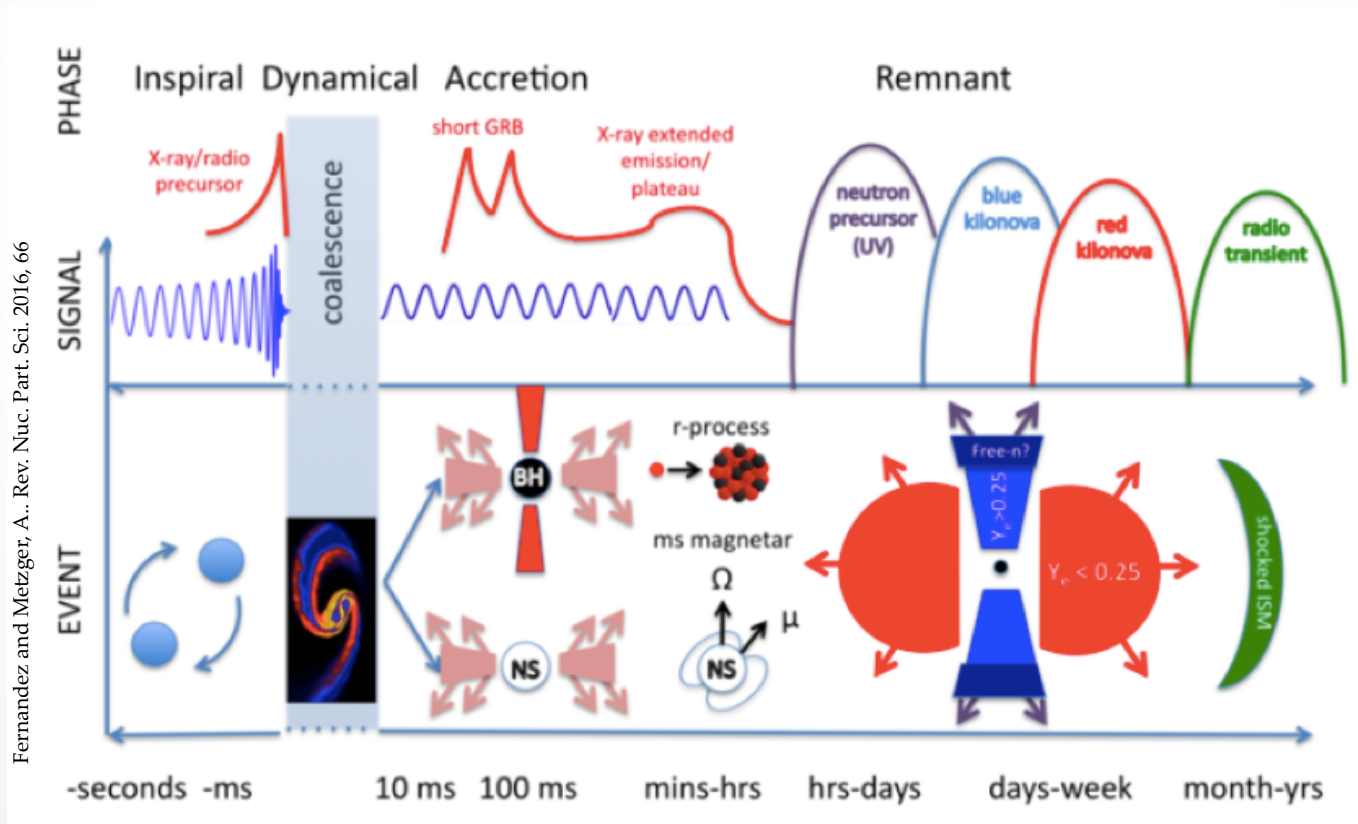 PHASE
Inspiral Dynamical Accretion Remnant
SIGNAL
X-ray/radio
precursor
coalescence
short GRB
X-ray extended
emission/
plateau
neutron
precursor
(UV)
blue
kilonova
red
kilonova
radio
transient
EVENT
BH
NS
r-process
ms magnetar
Ω
μ
NS
Free-n?
Yₑ>0.25
Yₑ < 0.25
shocked ISM
-seconds -ms 10 ms 100 ms mins-hrs hrs-days days-week month-yrs
Fernandez and Metzger, A.. Rev. Nuc. Part. Sci. 2016, 66